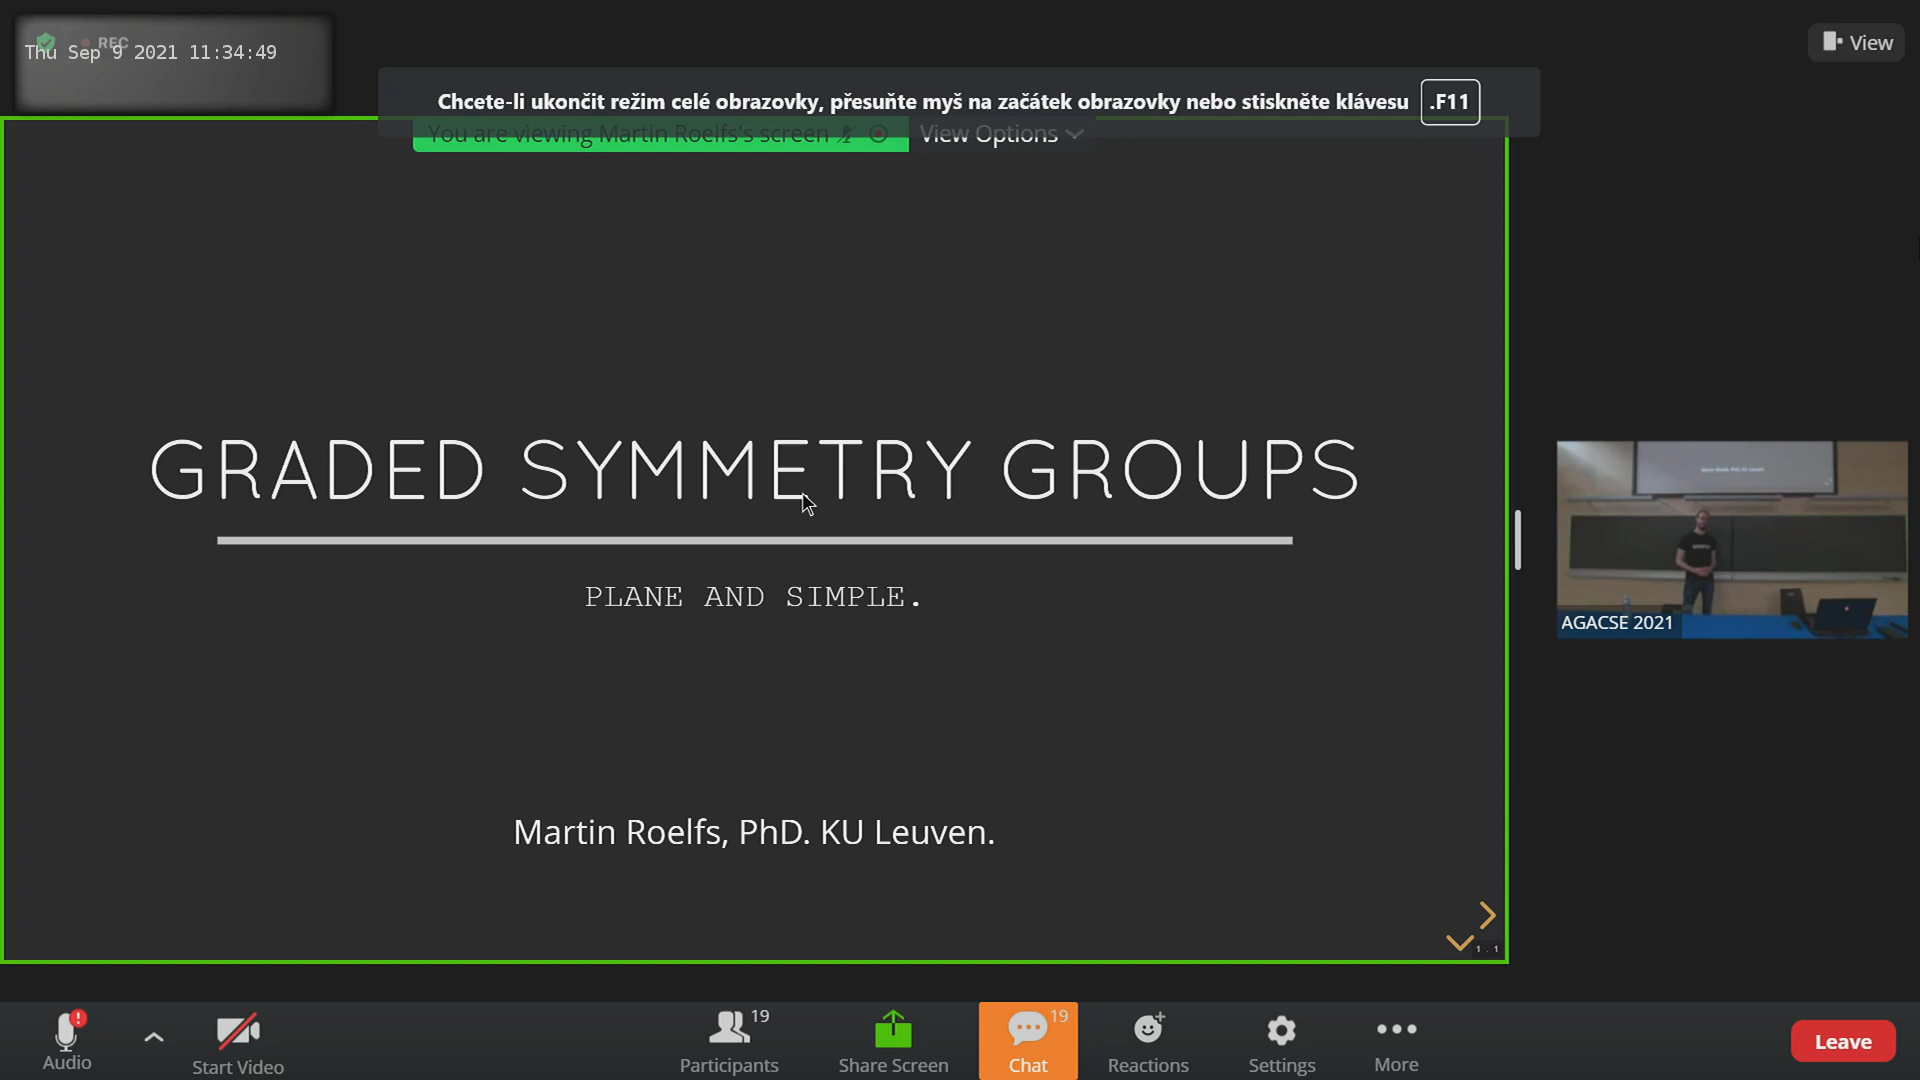 REC
Thu Sep 9 2021 11:34:49
View
Chcete-li ukončit režim celé obrazovky, přesuňte myš na začátek obrazovky nebo stiskněte klávesu .F11
You are viewing Martin Roelfs's screen
View Options
GRADED SYMMETRY GROUPS
PLANE AND SIMPLE.
Martin Roelfs, PhD. KU Leuven.
1.1
AGACSE 2021
Audio
Start Video
19
Participants
Share Screen
19
Chat
Reactions
Settings
More
Leave